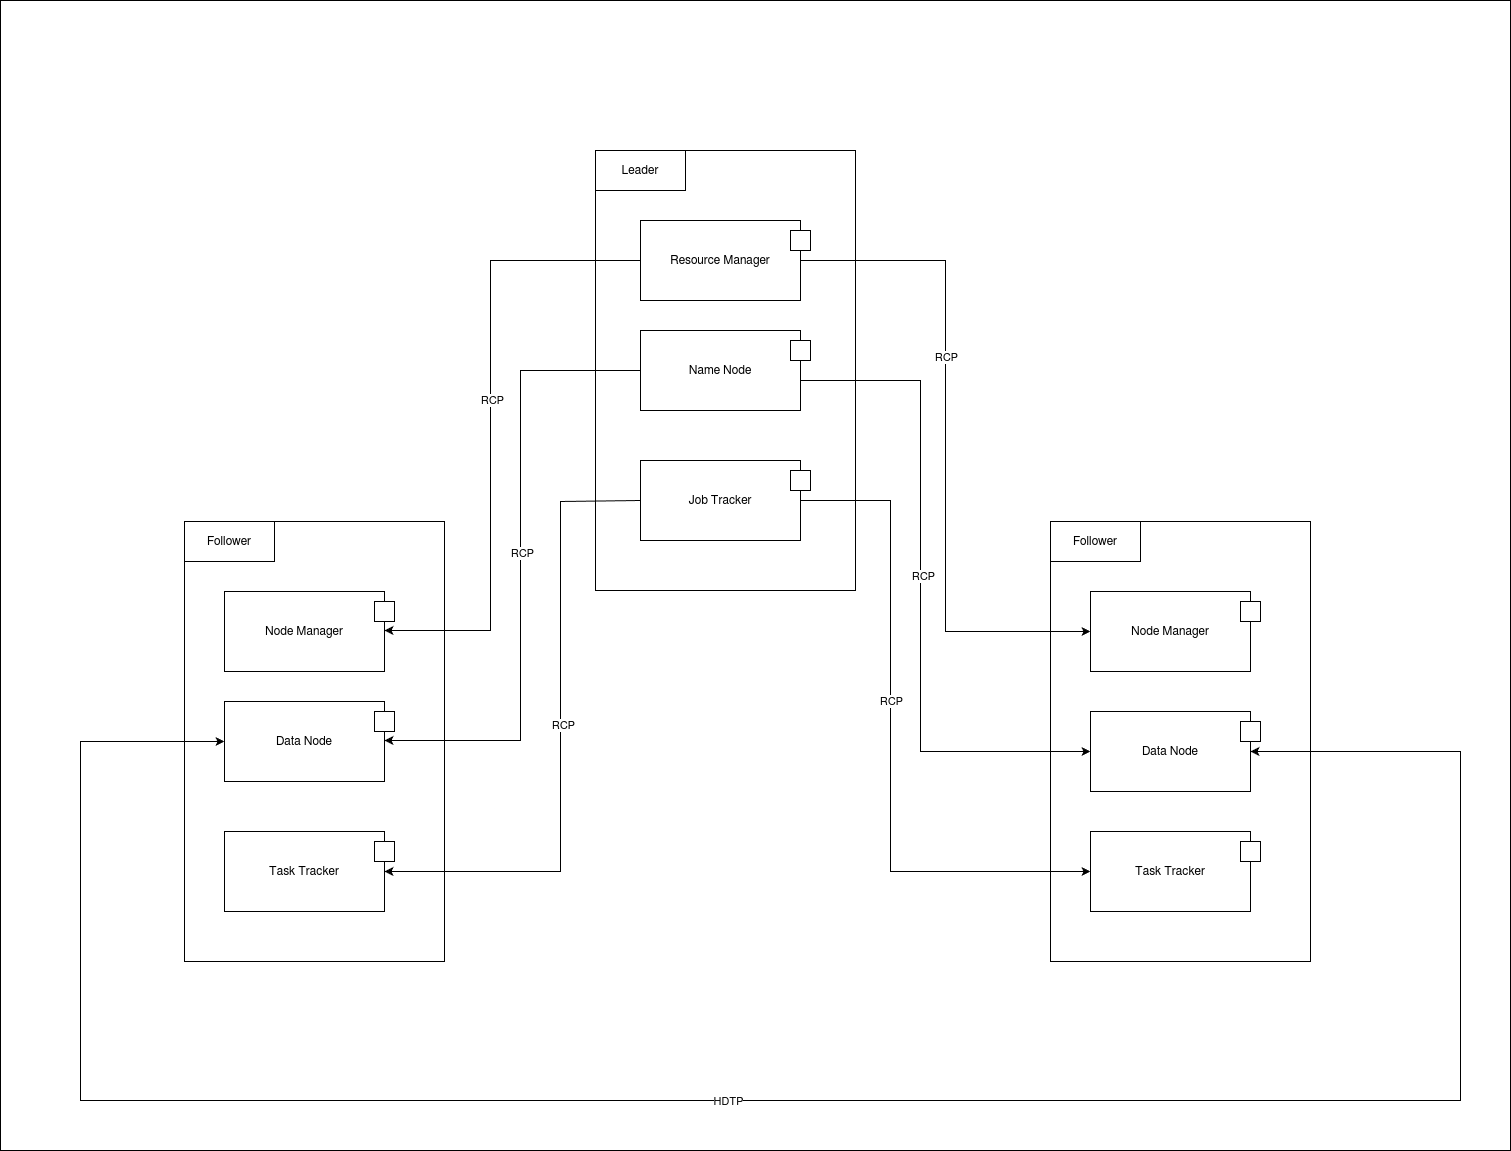 Leader
Resource Manager
RCP
RCP
Name Node
Job Tracker
RCP
RCP
Follower
Node Manager
Data Node
Task Tracker
RCP
RCP
Follower
Node Manager
Data Node
Task Tracker
HDTP